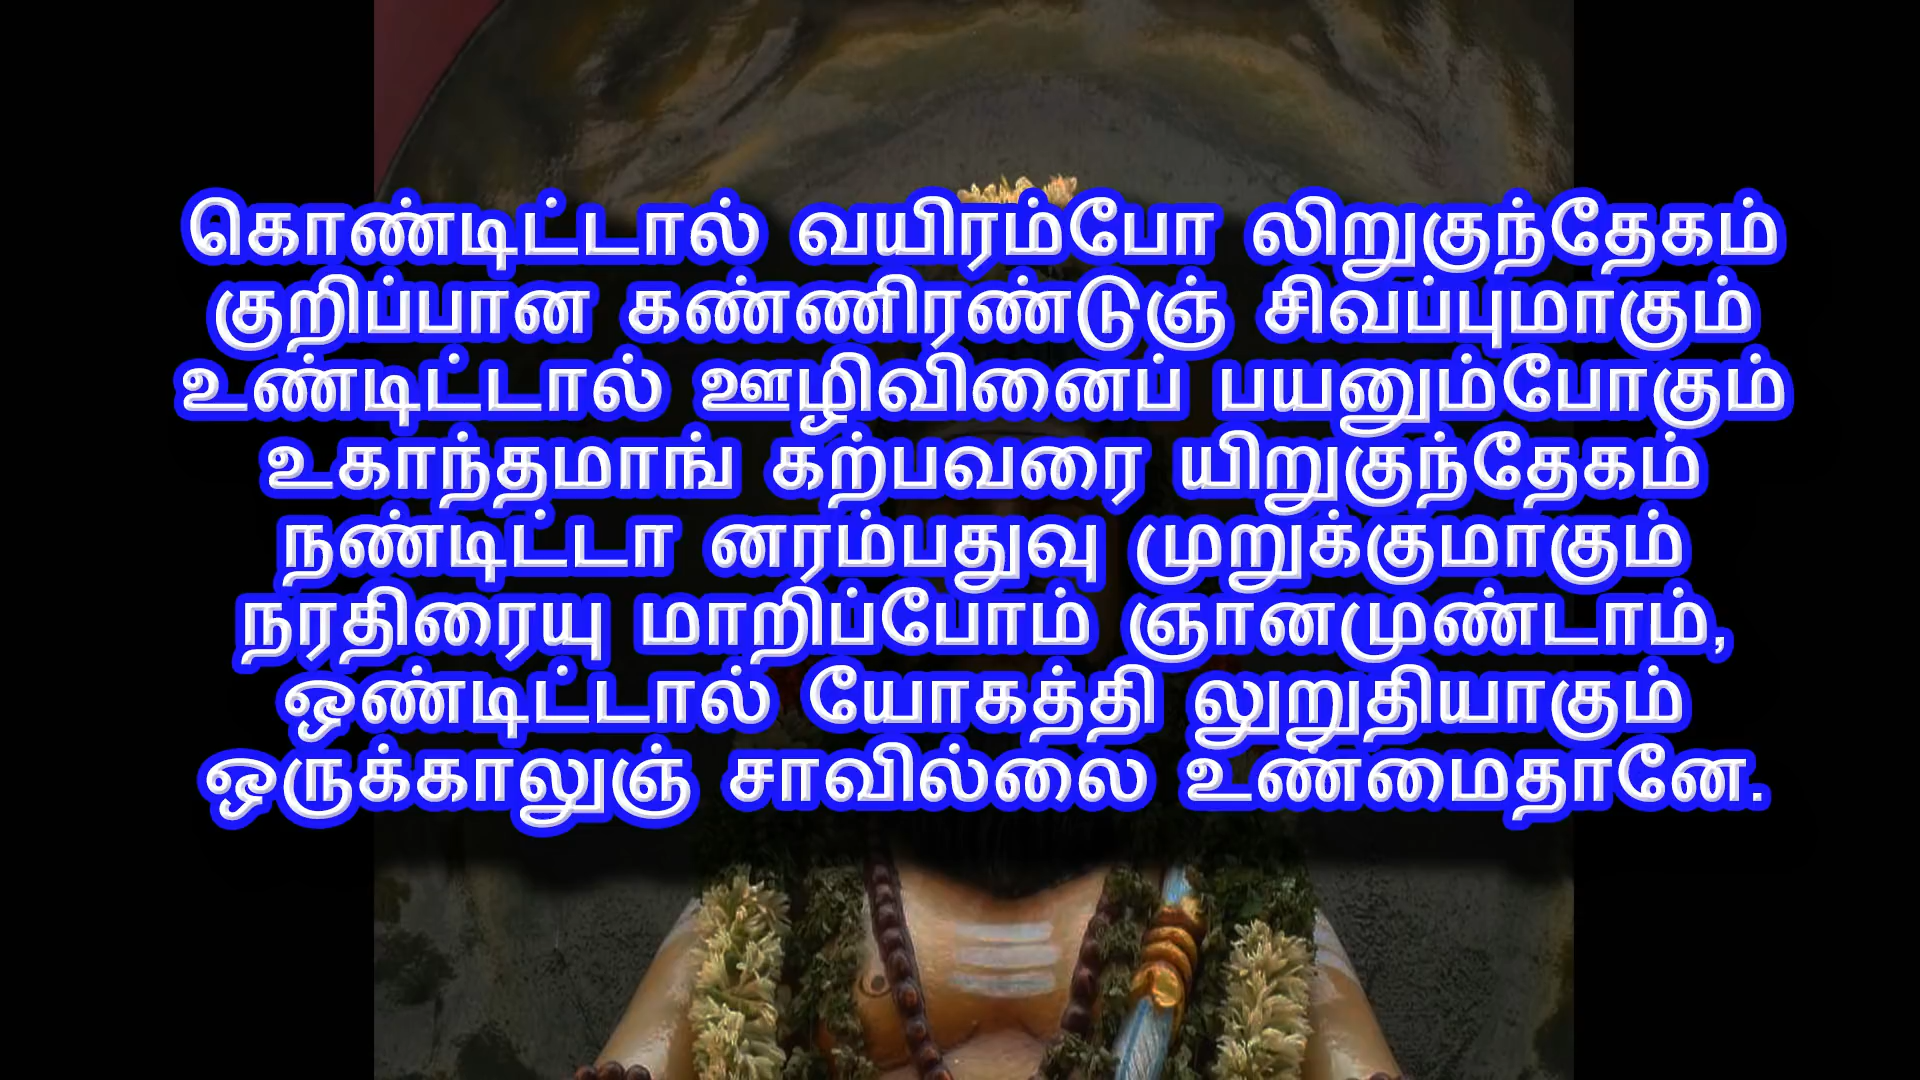 கொண்டிட்டால் வயிரம்போ லிறுகுந்தேகம்
குறிப்பான கண்ணிரண்டுஞ் சிவப்புமாகும்
உண்டிட்டால் ஊழிவினைப் பயனும்போகும்
உகாந்தமாங் கற்பவரை யிறுகுந்தேகம்
நண்டிட்டா னரம்பதுவு முறுக்குமாகும்
நரதிரையு மாறிப்போம் ஞானமுண்டாம்,
ஒண்டிட்டால் யோகத்தி லுறுதியாகும்
ஒருக்காலுஞ் சாவில்லை உண்மைதானே.